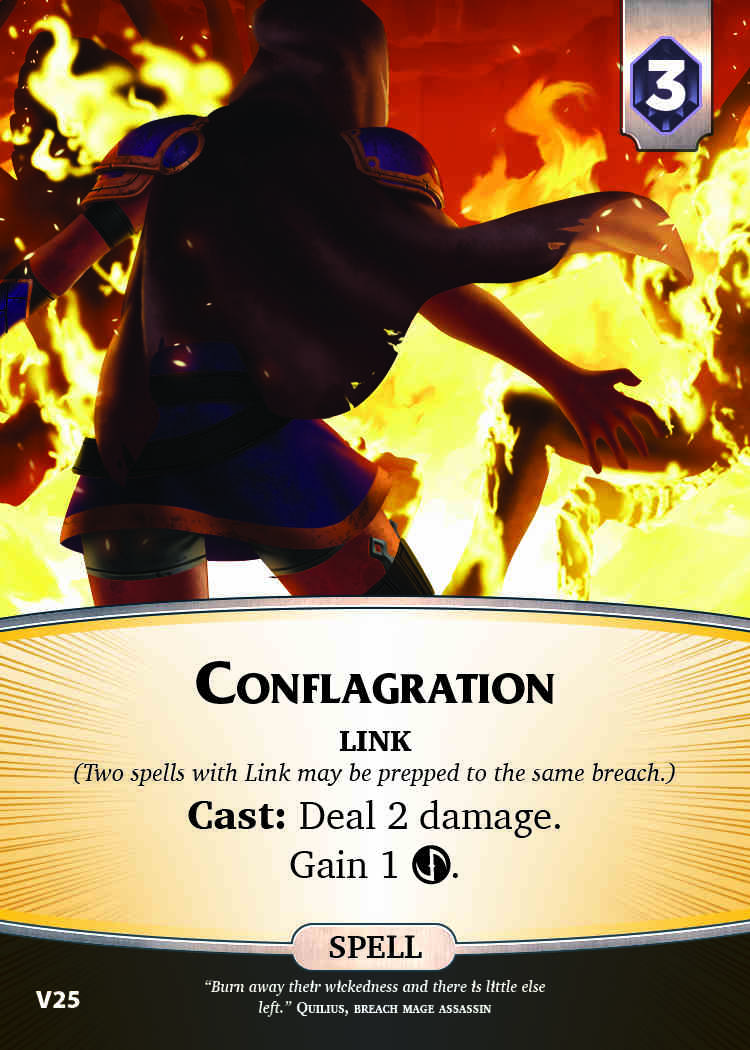 3
Conflagration
LINK
(Two spells with Link may be prepped to the same breach.)
Cast: Deal 2 damage.
Gain 1 .
SPELL
V25
“Burn away their wickedness and there is little else
left.” Quilius, breach mage assassin